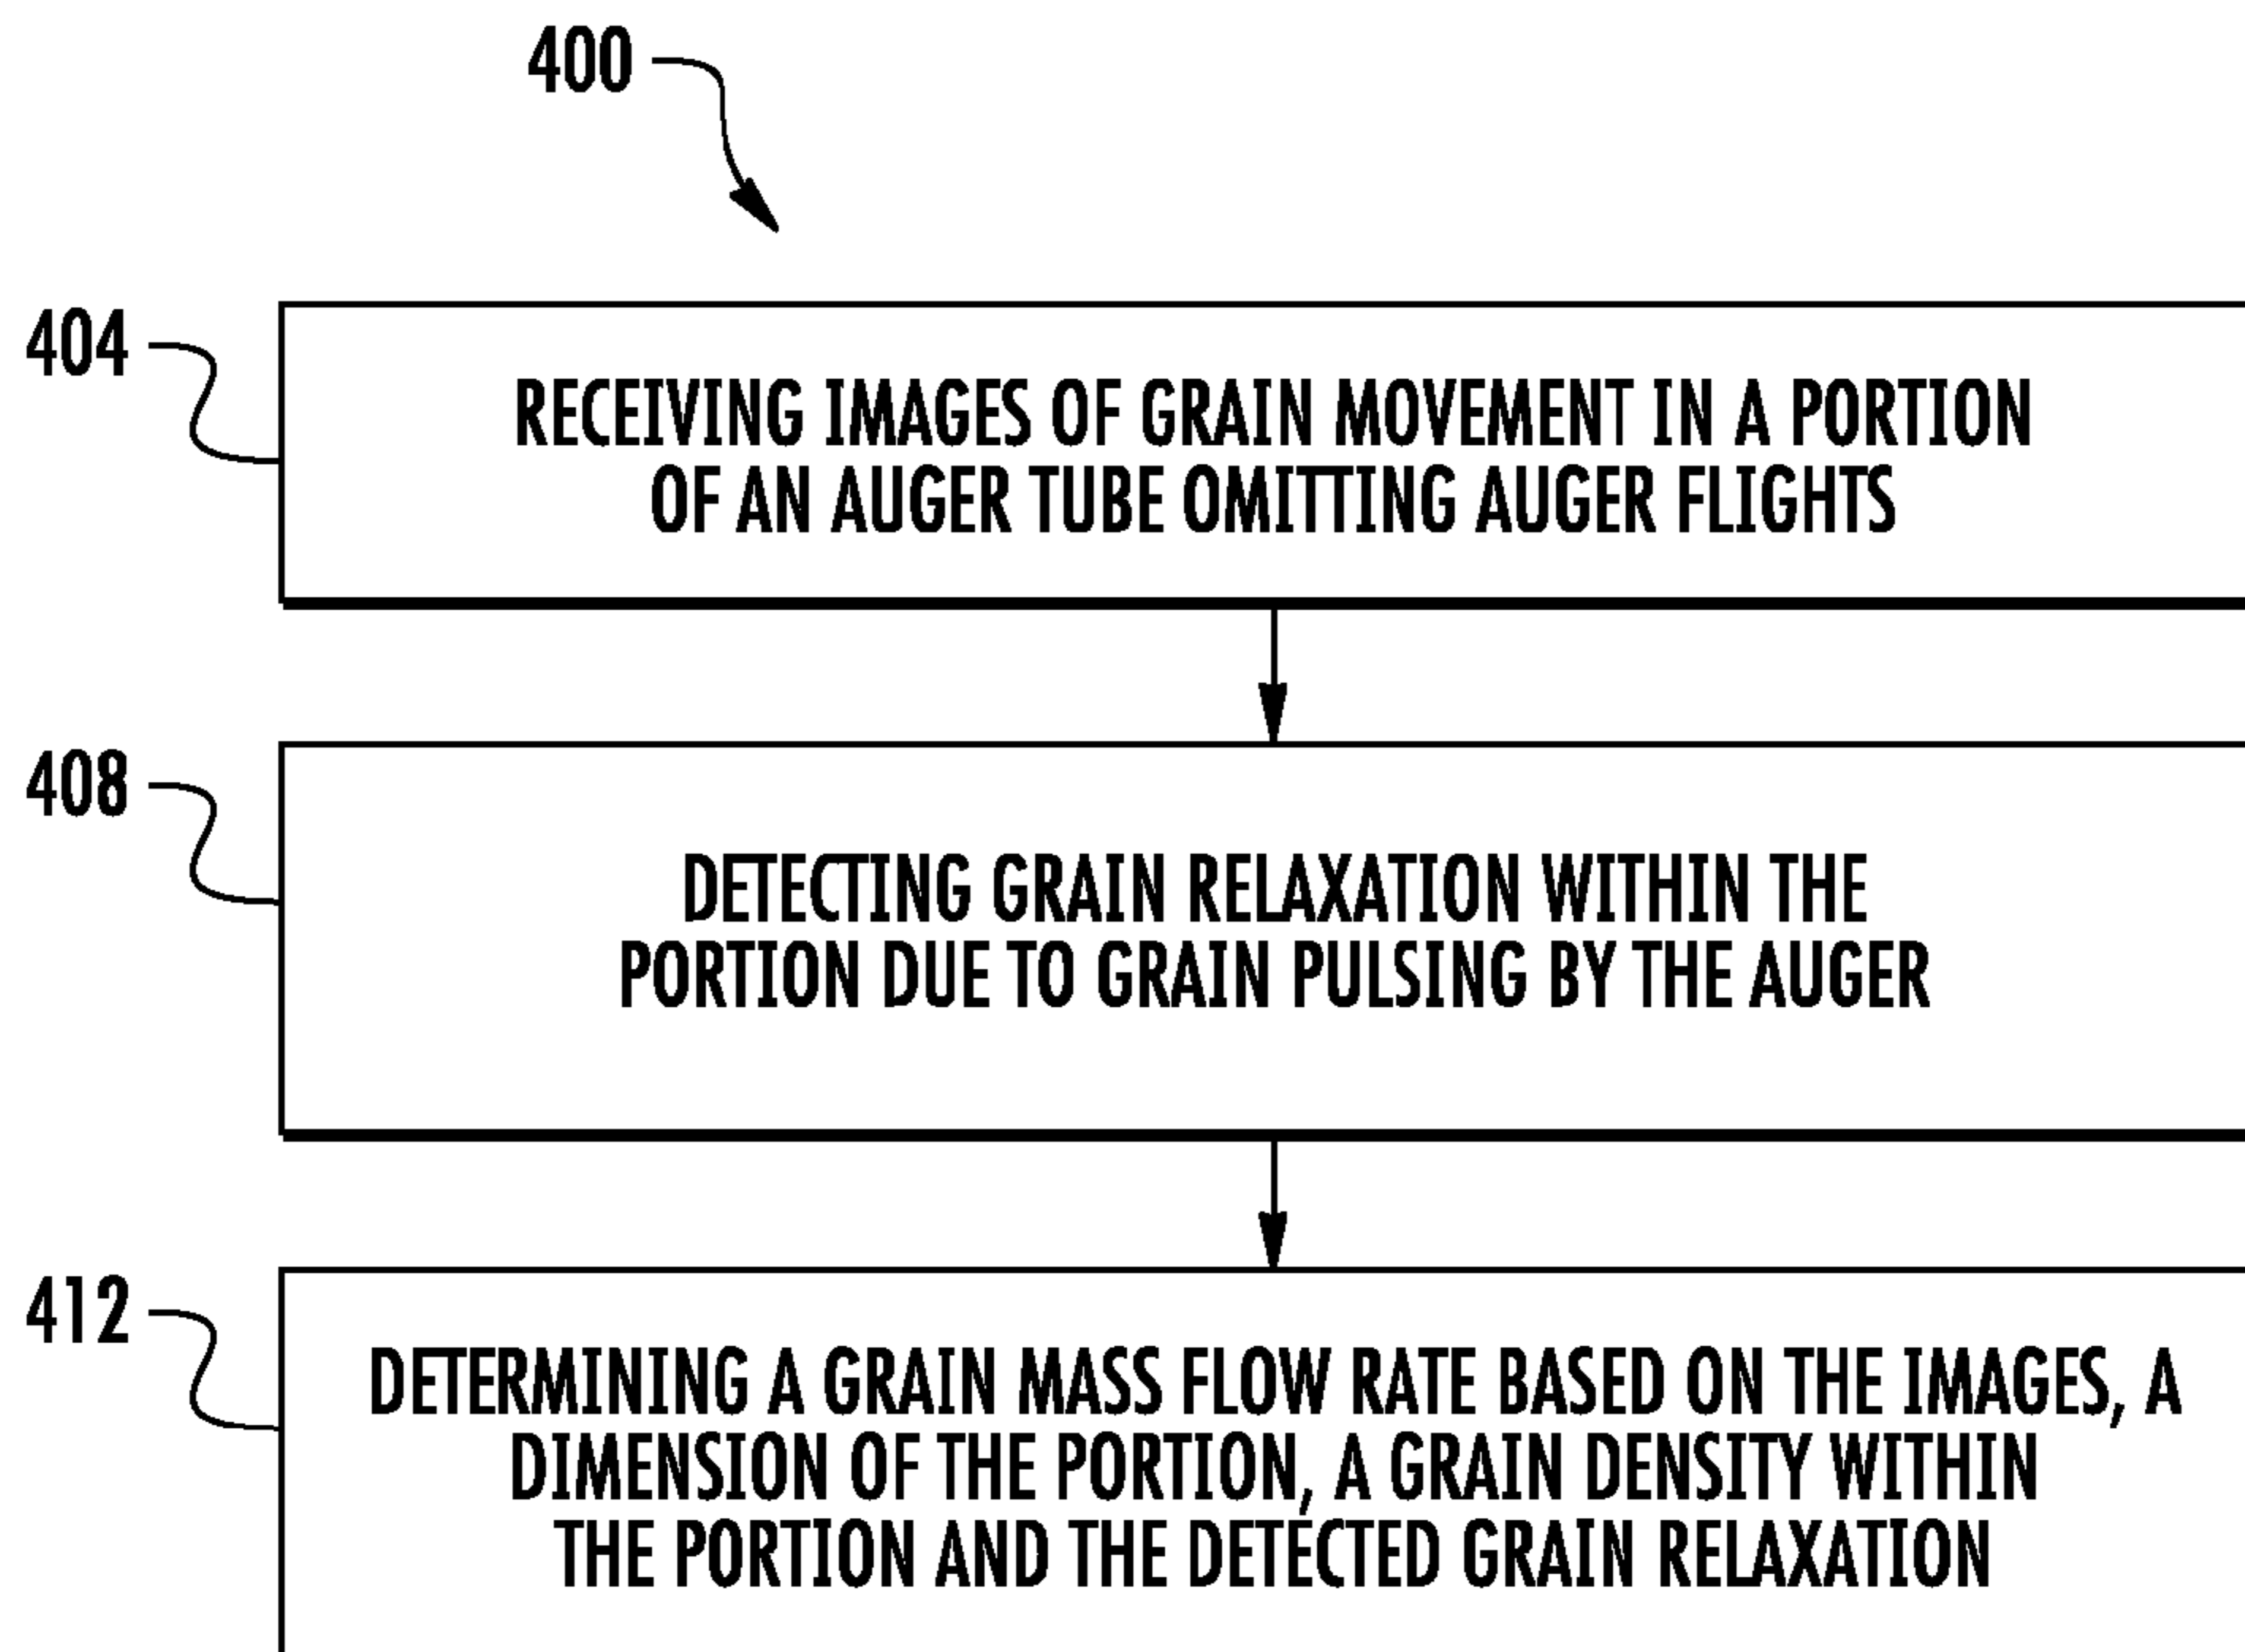 400
404
RECEIVING IMAGES OF GRAIN MOVEMENT IN A PORTION
OF AN AUGER TUBE OMITTING AUGER FLIGHTS
408
DETECTING GRAIN RELAXATION WITHIN THE
PORTION DUE TO GRAIN PULSING BY THE AUGER
412
DETERMINING A GRAIN MASS FLOW RATE BASED ON THE IMAGES, A
DIMENSION OF THE PORTION, A GRAIN DENSITY WITHIN
THE PORTION AND THE DETECTED GRAIN RELAXATION